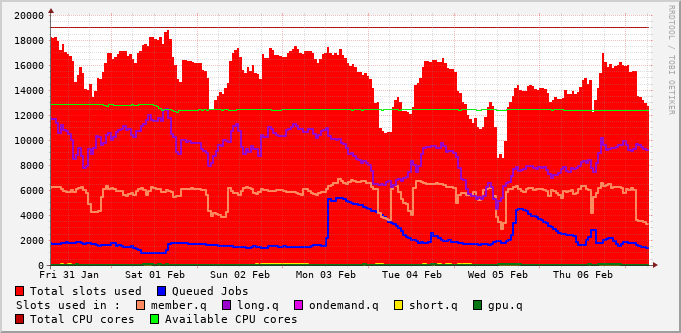 20000
18000
16000
14000
12000
10000
8000
6000
4000
2000
0
Fri 31 Jan Sat 01 Feb Sun 02 Feb Mon 03 Feb Tue 04 Feb Wed 05 Feb Thu 06 Feb
Total slots used Queued Jobs
Slots used in : member.q long.q ondemand.q short.q gpu.q
Total CPU cores Available CPU cores
RRDTOOL / TOBI OETIKER